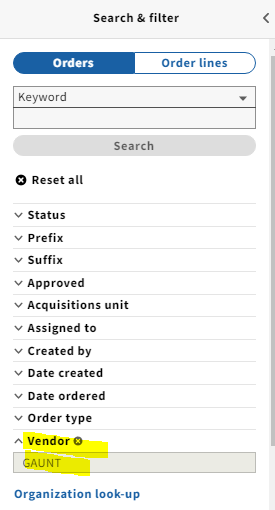 Search & filter
Orders Order lines
Keyword
Search
Reset all
Status
Prefix
Suffix
Approved
Acquisitions unit
Assigned to
Created by
Date created
Date ordered
Order type
Vendor
GAUNT
Organization look-up